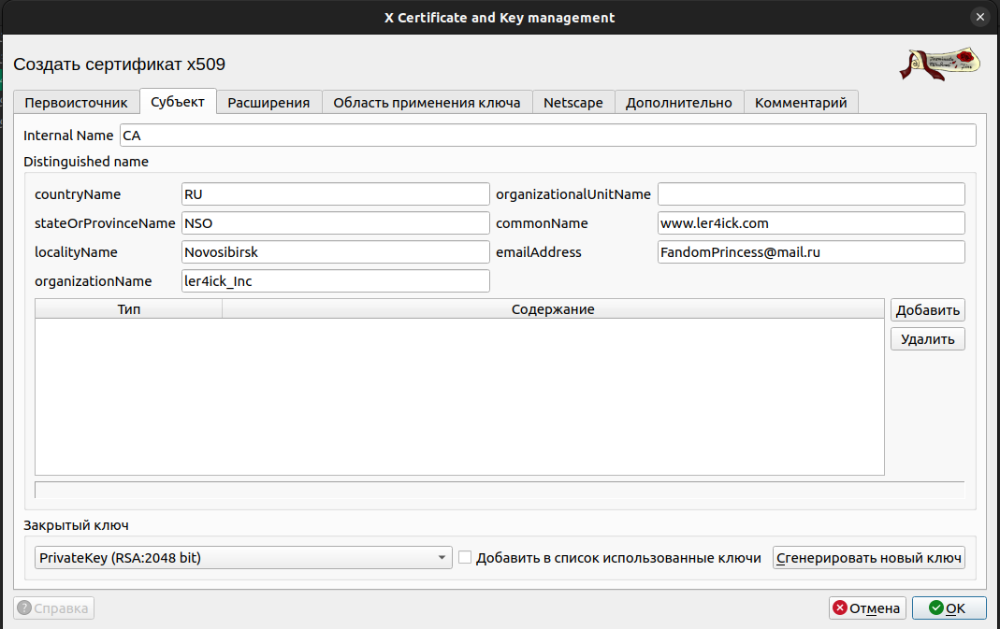 X Certificate and Key management
Создать сертификат x509
Первоисточник Субъект Расширения Область применения ключа Netscape Дополнительно Комментарий
Internal Name CA
Distinguished name
countryName RU organizationalUnitName
stateOrProvinceName NSO commonName www.ler4ick.com
localityName Novosibirsk emailAddress FandomPrincess@mail.ru
organizationName ler4ick_Inc
Тип Содержание Добавить
Удалить
Закрытый ключ
PrivateKey (RSA:2048 bit) Добавить в список использованные ключи Сгенерировать новый ключ
Справка Отмена OK